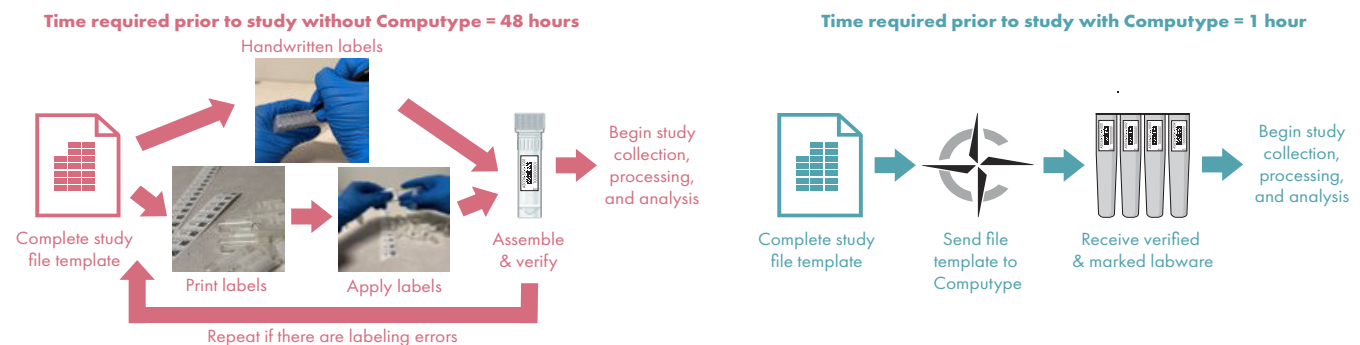 Time required prior to study without Computype = 48 hours
Handwritten labels
Complete study
file template
Print labels
Apply labels
Assemble
& verify
Begin study
collection,
processing,
and analysis
Repeat if there are labeling errors
Time required prior to study with Computype = 1 hour
Complete study
file template
Send file
template to
Computype
Receive verified
& marked labware
Begin study
collection,
processing,
and analysis